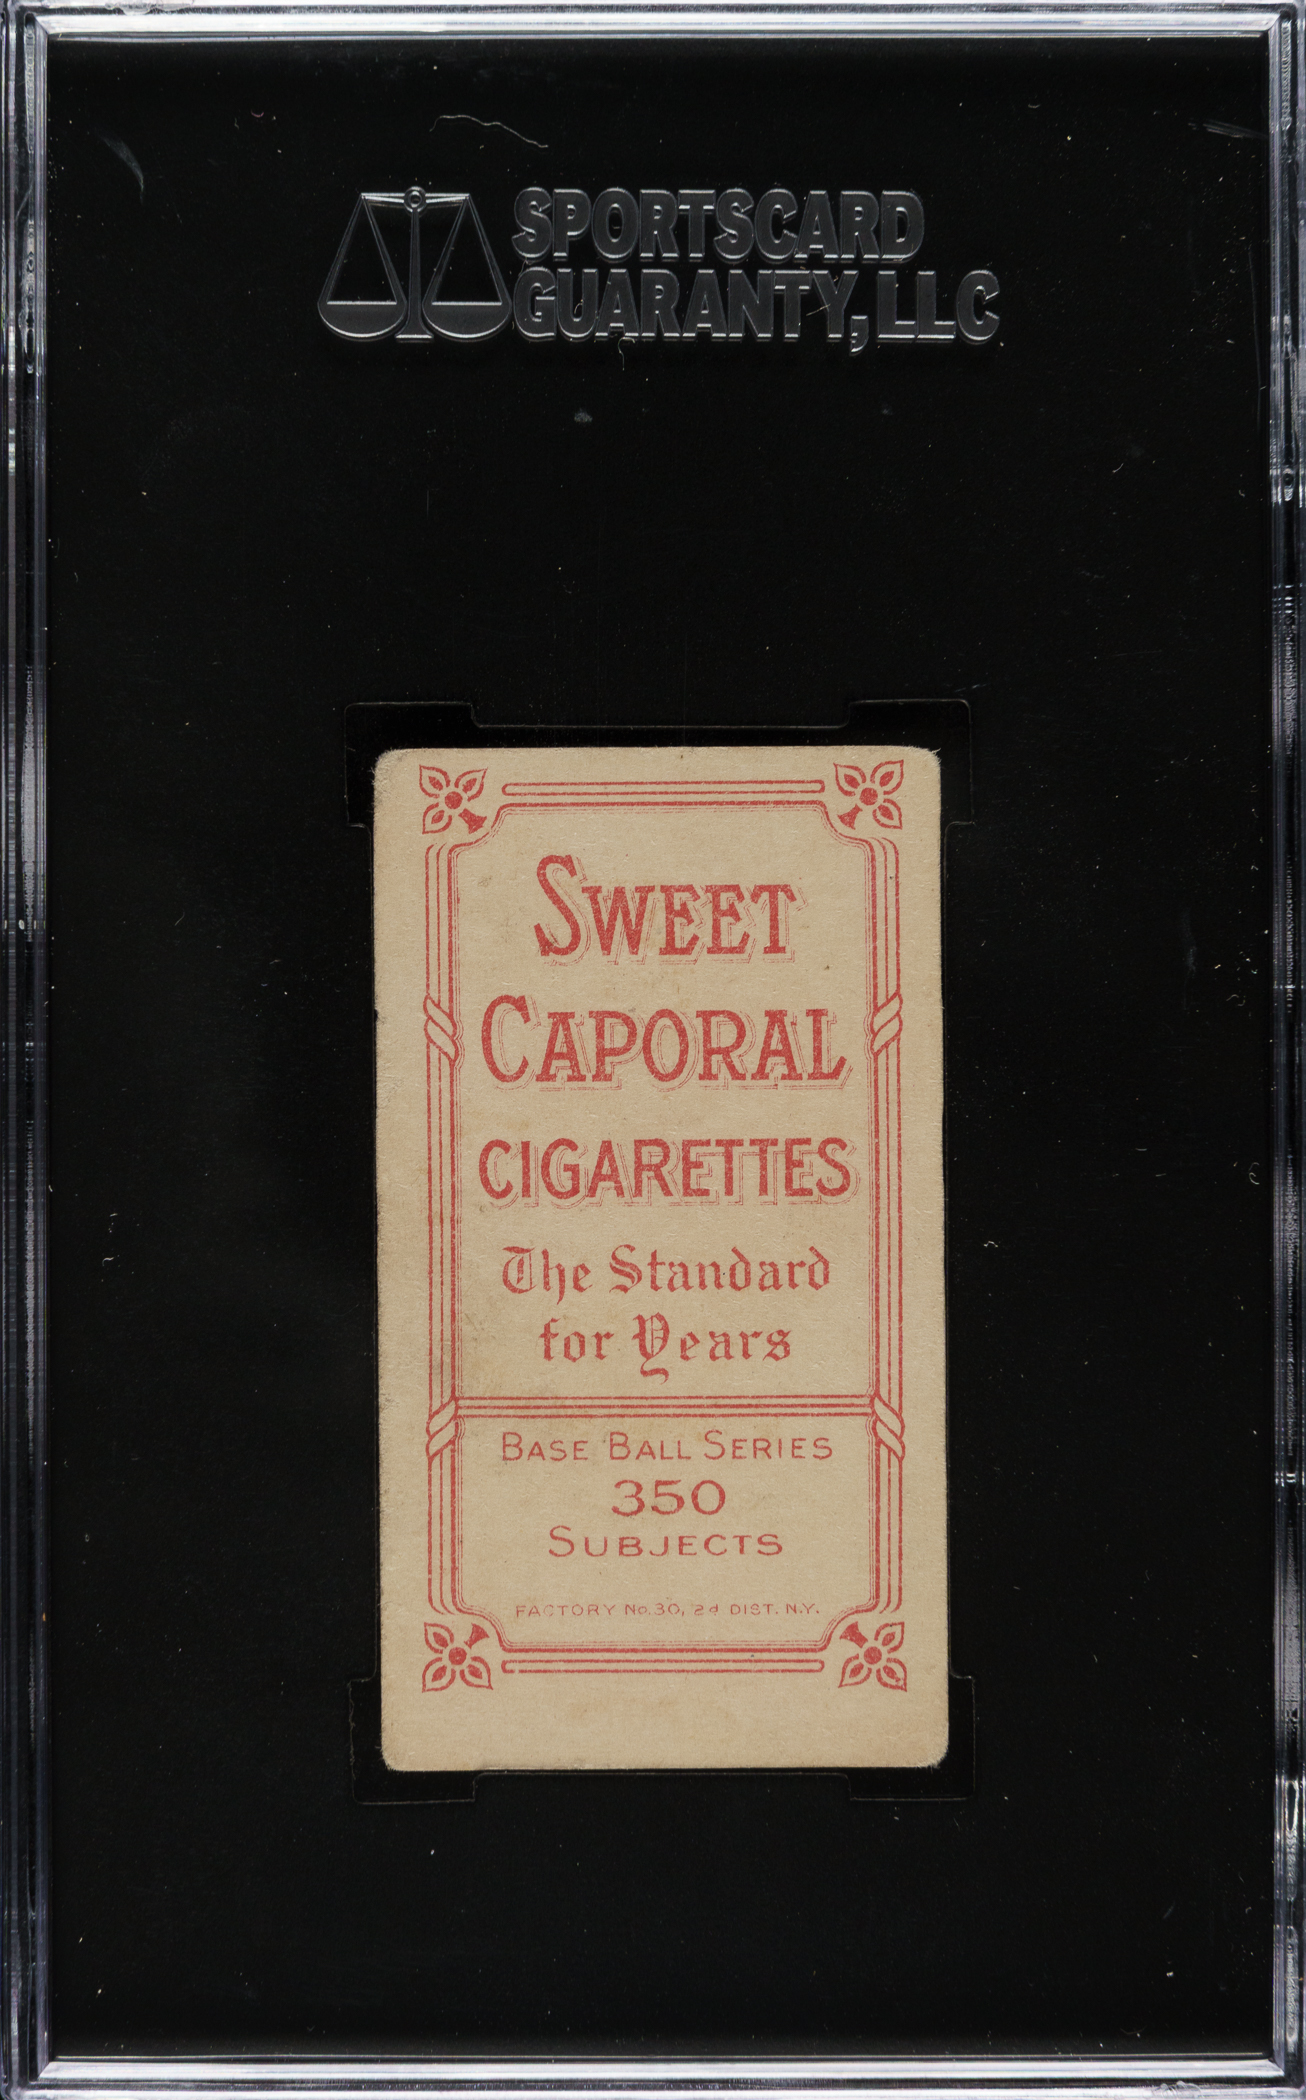 SPORTSCARD
GUARANTY, LLC
SWEET
CAPORAL
CIGARETTES
The Standard
for Years
BASE BALL SERIES
350
SUBJECTS
FACTORY No. 30, 2d DIST. N.Y.